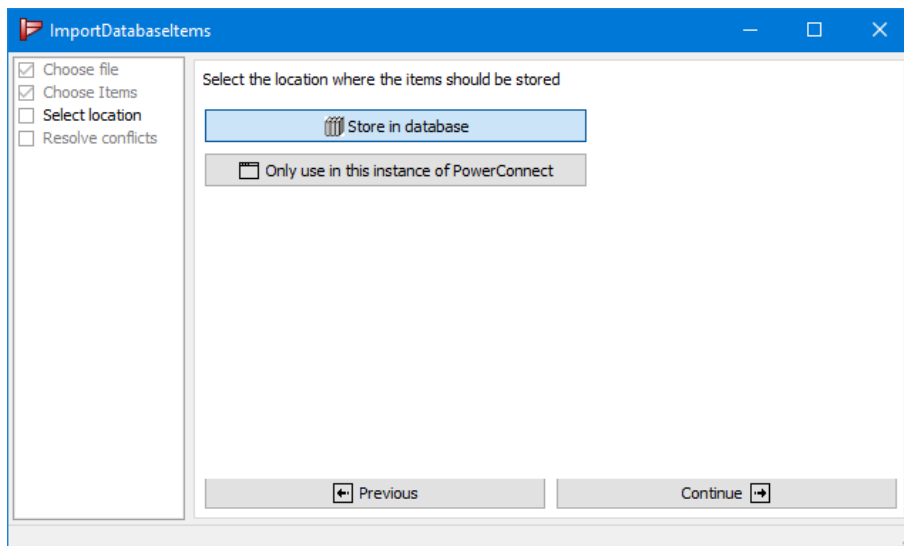 ImportDatabaseItems
Choose file
Choose Items
Select location
Resolve conflicts
Select the location where the items should be stored
Store in database
Only use in this instance of PowerConnect
Previous
Continue